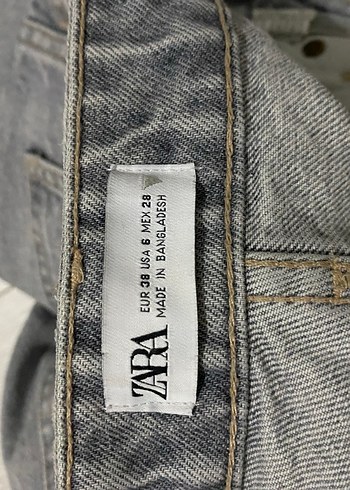 ZARA
EUR 38 USA 6 MEX 28
MADE IN BANGLADESH